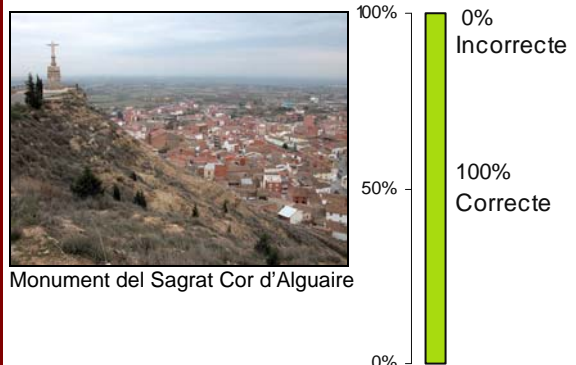 Monument del Sagrat Cor d'Alguaire
100%
50%
0%
0%
Incorrecte
100%
Correcte